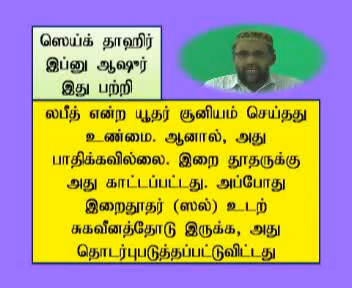 ஸெய்க் தாஹிர்
இப்னு ஆஷுர்
இது பற்றி
லபீத் என்ற யூதர் சூனியம் செய்தது
உண்மை. ஆனால், அது
பாதிக்கவில்லை. இறை தூதருக்கு
அது காட்டப்பட்டது. அப்போது
இறைதூதர் (ஸல்) உடற்
சுகவீனத்தோடு இருக்க, அது
தொடர்புபடுத்தப்பட்டுவிட்டது